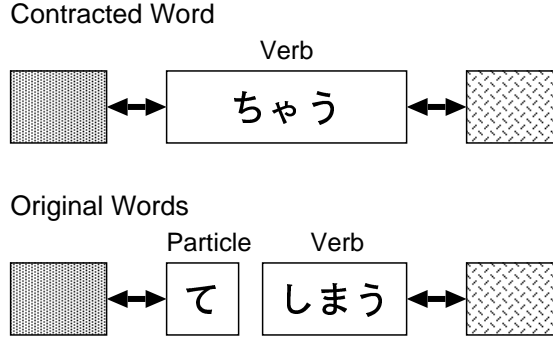 Contracted Word
Verb
ちゃう
Original Words
Particle Verb
て しまう